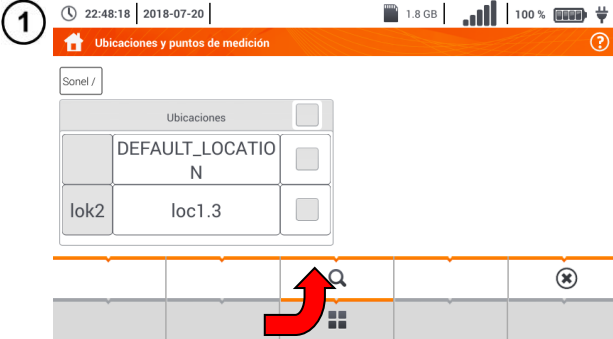 1
22:48:18 2018-07-20 1.8 GB 100 %
Ubicaciones y puntos de medición ?
Sonel /
Ubicaciones
DEFAULT_LOCATIO
N
lok2 loc1.3